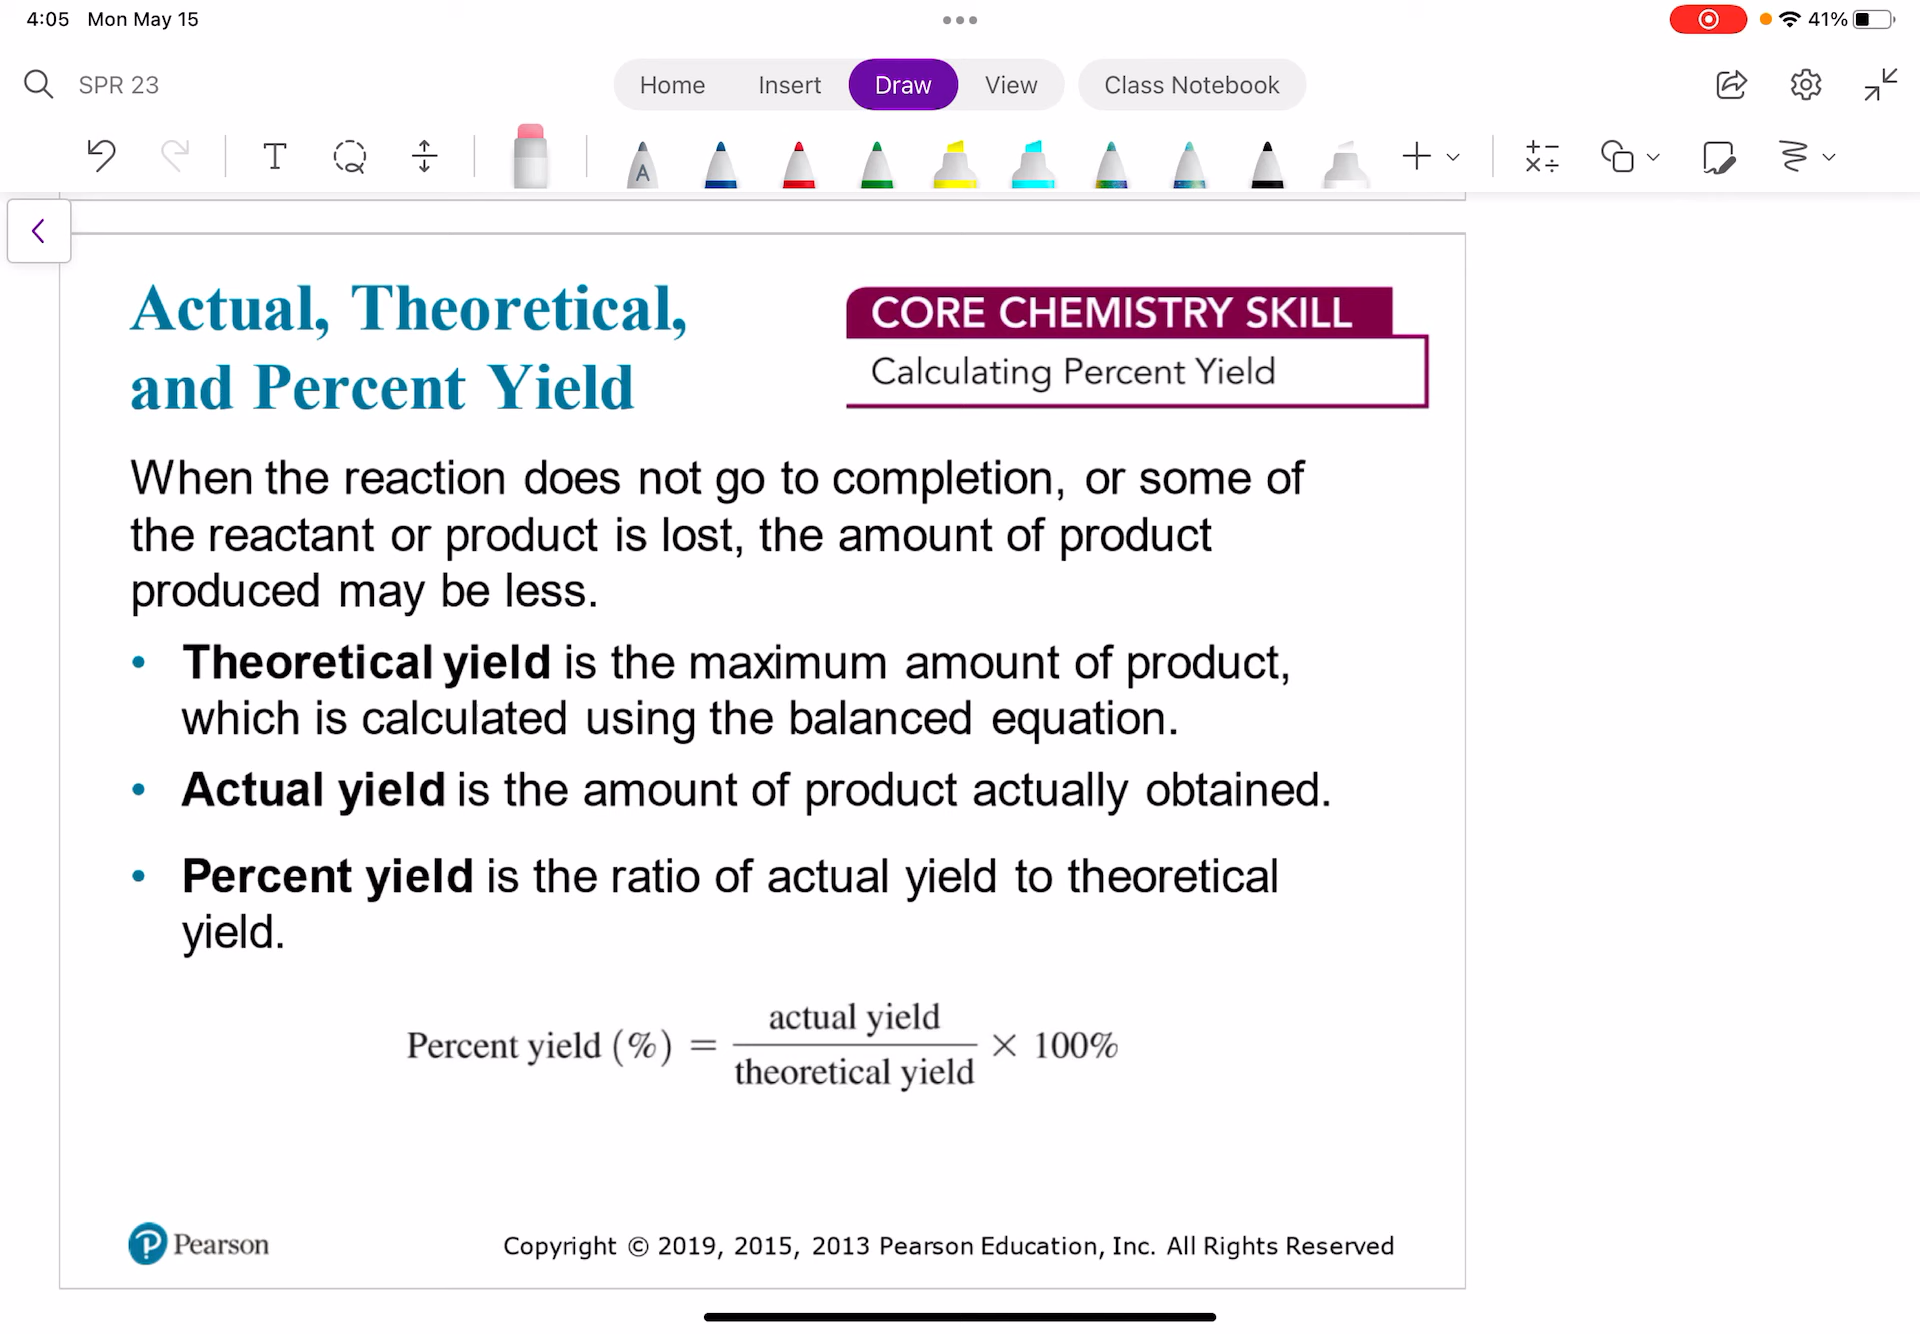 4:05 Mon May 15
41%
SPR 23
Home Insert Draw View Class Notebook
T
A
Actual, Theoretical,
and Percent Yield
CORE CHEMISTRY SKILL
Calculating Percent Yield
When the reaction does not go to completion, or some of
the reactant or product is lost, the amount of product
produced may be less.
• Theoretical yield is the maximum amount of product,
which is calculated using the balanced equation.
• Actual yield is the amount of product actually obtained.
• Percent yield is the ratio of actual yield to theoretical
yield.
Percent yield (%) = actual yield / theoretical yield × 100%
Pearson
Copyright © 2019, 2015, 2013 Pearson Education, Inc. All Rights Reserved